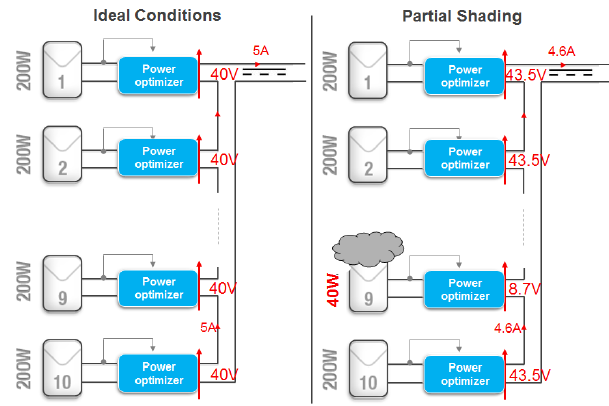 Ideal Conditions
200W
1
Power
optimizer
40V
5A
200W
2
Power
optimizer
40V
200W
9
Power
optimizer
40V
5A
200W
10
Power
optimizer
40V
Partial Shading
200W
1
Power
optimizer
43.5V
4.6A
200W
2
Power
optimizer
43.5V
40W
9
Power
optimizer
8.7V
4.6A
200W
10
Power
optimizer
43.5V